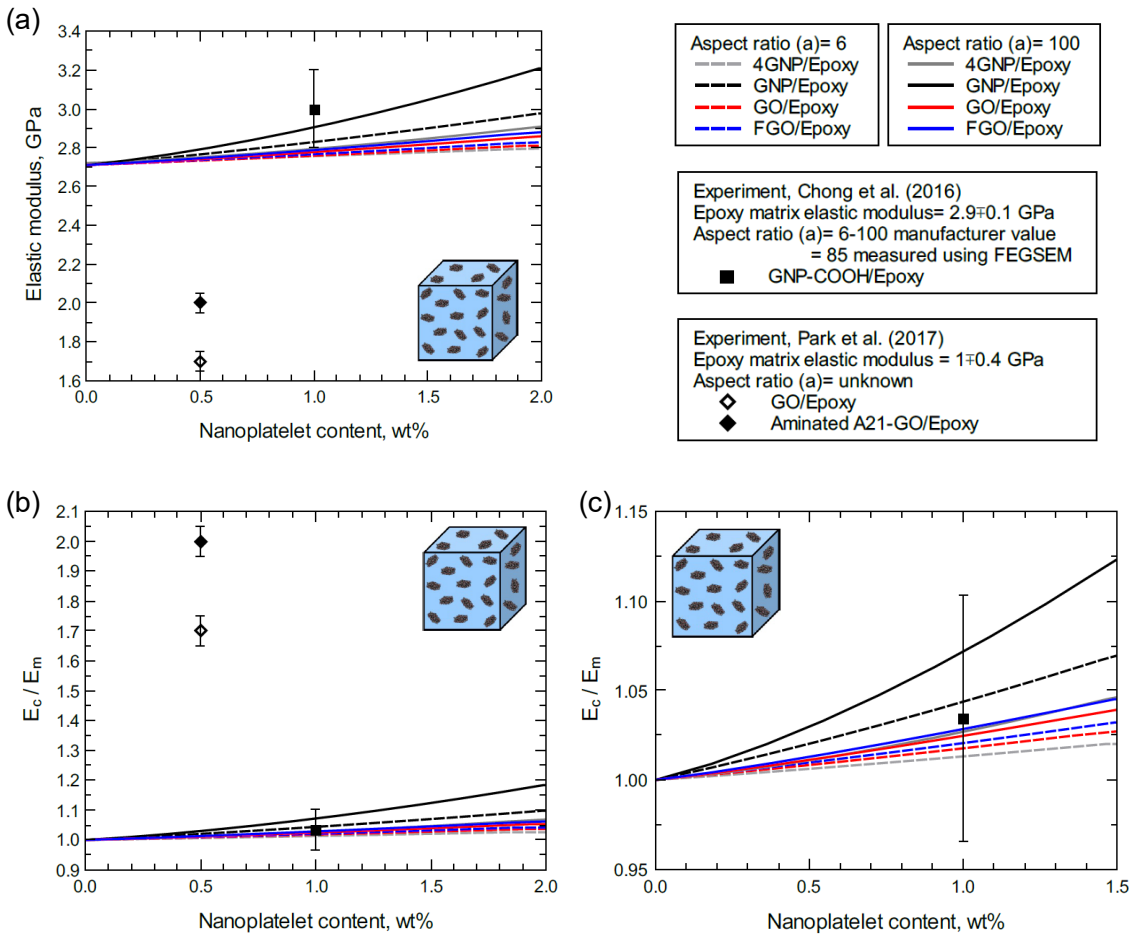 (a)
3.4
3.2
3.0
2.8
2.6
2.4
2.2
2.0
1.8
1.6
Elastic modulus, GPa
0.0 0.5 1.0 1.5 2.0
Nanoplatelet content, wt%
Aspect ratio (a)= 6
4GNP/Epoxy
GNP/Epoxy
GO/Epoxy
FGO/Epoxy
Aspect ratio (a)= 100
4GNP/Epoxy
GNP/Epoxy
GO/Epoxy
FGO/Epoxy
Experiment, Chong et al. (2016)
Epoxy matrix elastic modulus= 2.9∓0.1 GPa
Aspect ratio (a)= 6-100 manufacturer value
= 85 measured using FEGSEM
GNP-COOH/Epoxy
Experiment, Park et al. (2017)
Epoxy matrix elastic modulus = 1∓0.4 GPa
Aspect ratio (a)= unknown
GO/Epoxy
Aminated A21-GO/Epoxy
(b)
2.1
2.0
1.9
1.8
1.7
1.6
1.5
1.4
1.3
1.2
1.1
1.0
0.9
Ec / Em
0.0 0.5 1.0 1.5 2.0
Nanoplatelet content, wt%
(c)
1.15
1.10
1.05
1.00
0.95
Ec / Em
0.0 0.5 1.0 1.5
Nanoplatelet content, wt%